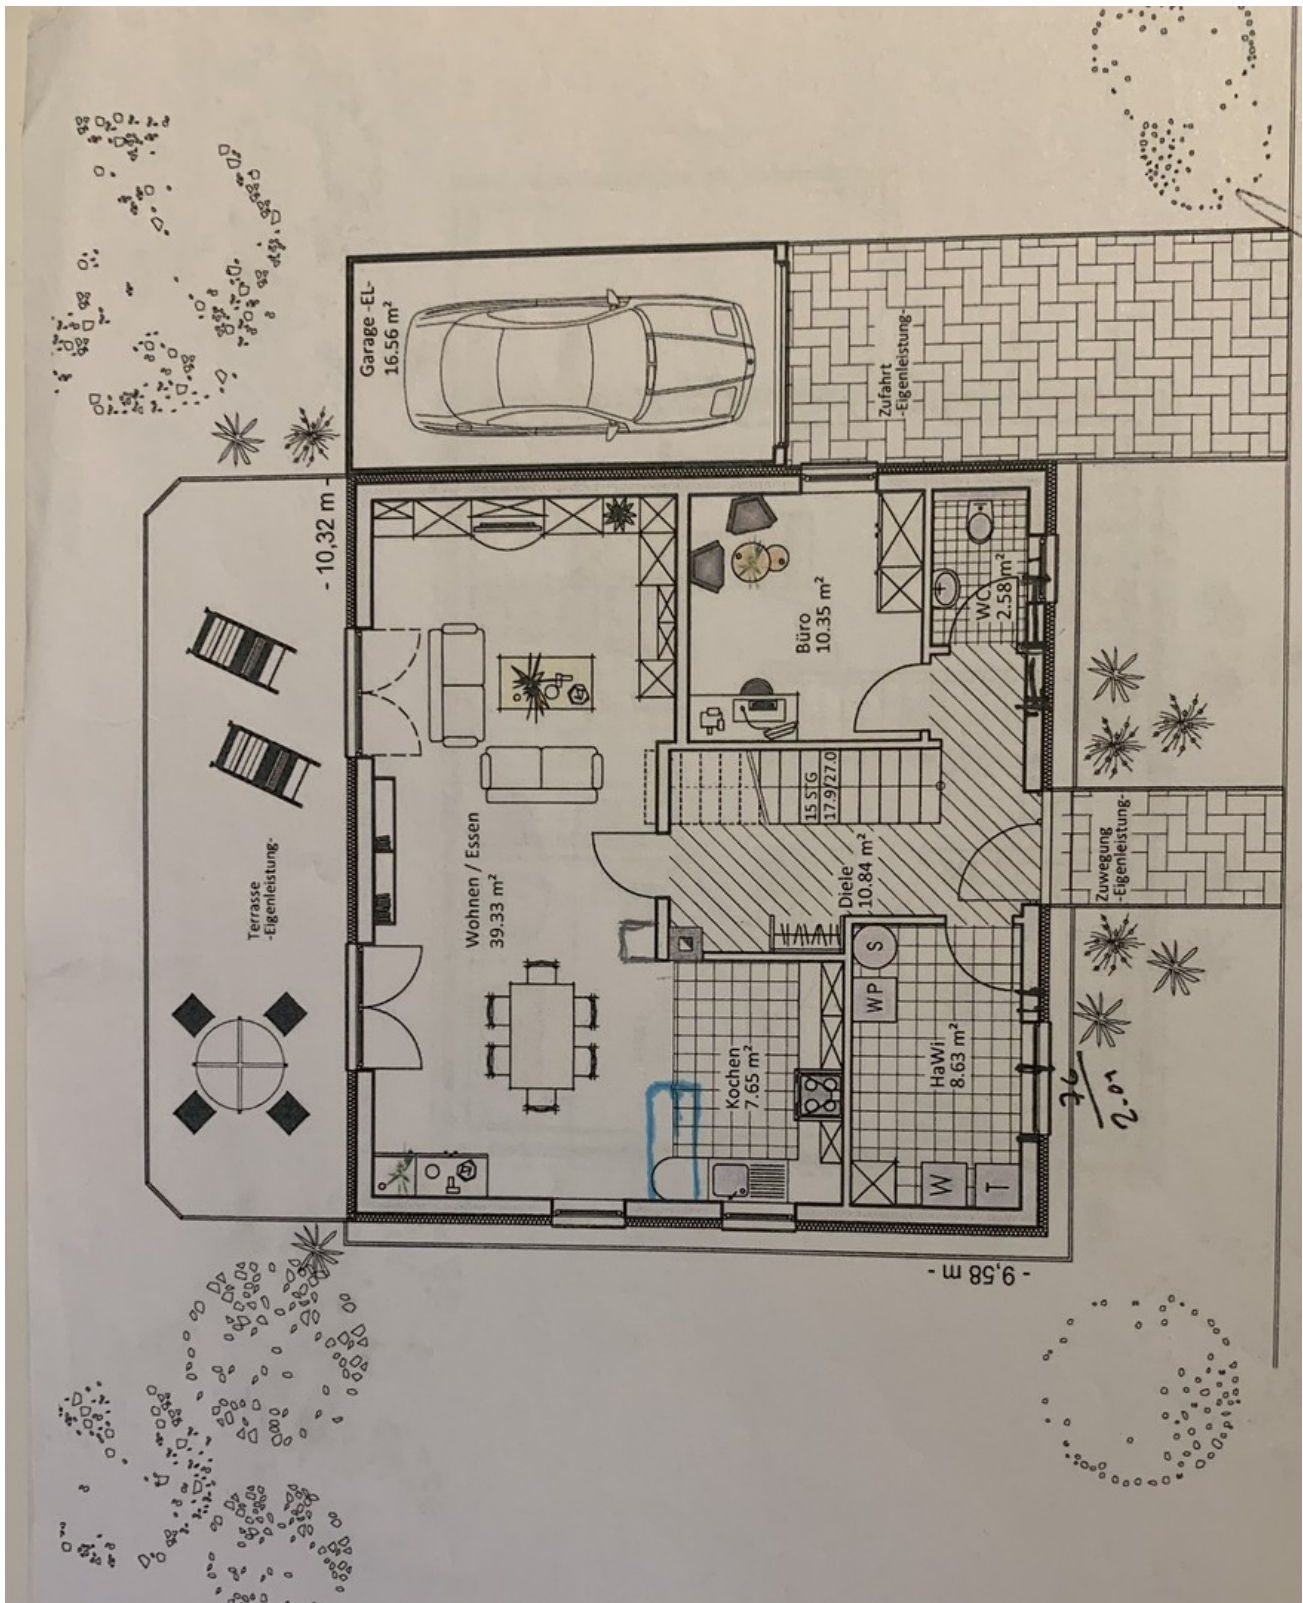 Terrasse
-Eigenleistung-
- 10,32 m -
Garage -EL-
16.56 m²
Wohnen / Essen
39.33 m²
Kochen
7.65 m²
15 STG
17.9/27.0
Büro
10.35 m²
Diele
10.84 m²
Zufahrt
-Eigenleistung-
WP
S
HaWi
8.63 m²
W
T
WC
2.58 m²
- 9,58 m -
Zuwegung
-Eigenleistung-